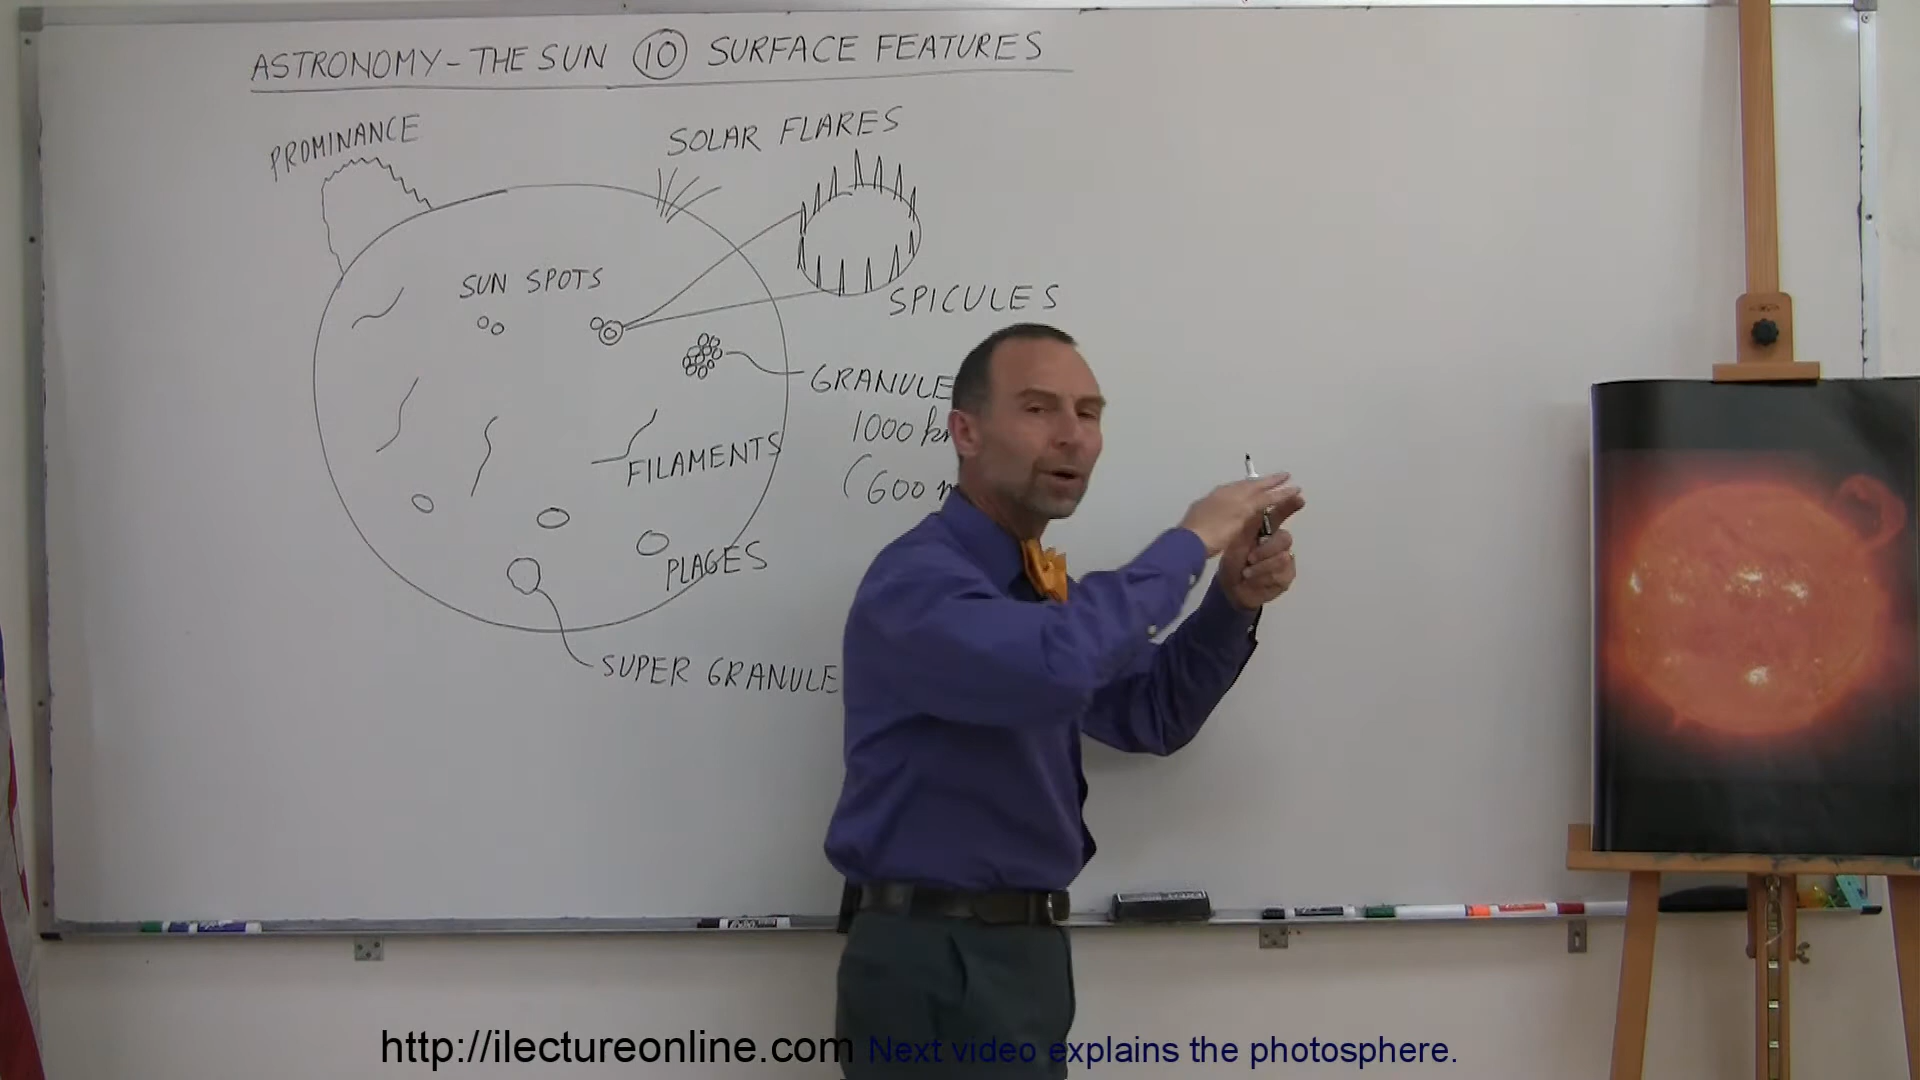 ASTRONOMY - THE SUN 10 SURFACE FEATURES
PROMINANCE
SOLAR FLARES
SUN SPOTS
SPICULES
GRANULE
1000 km
(600 m
FILAMENTS
PLAGES
SUPER GRANULE
http://ilectureonline.com Next video explains the photosphere.